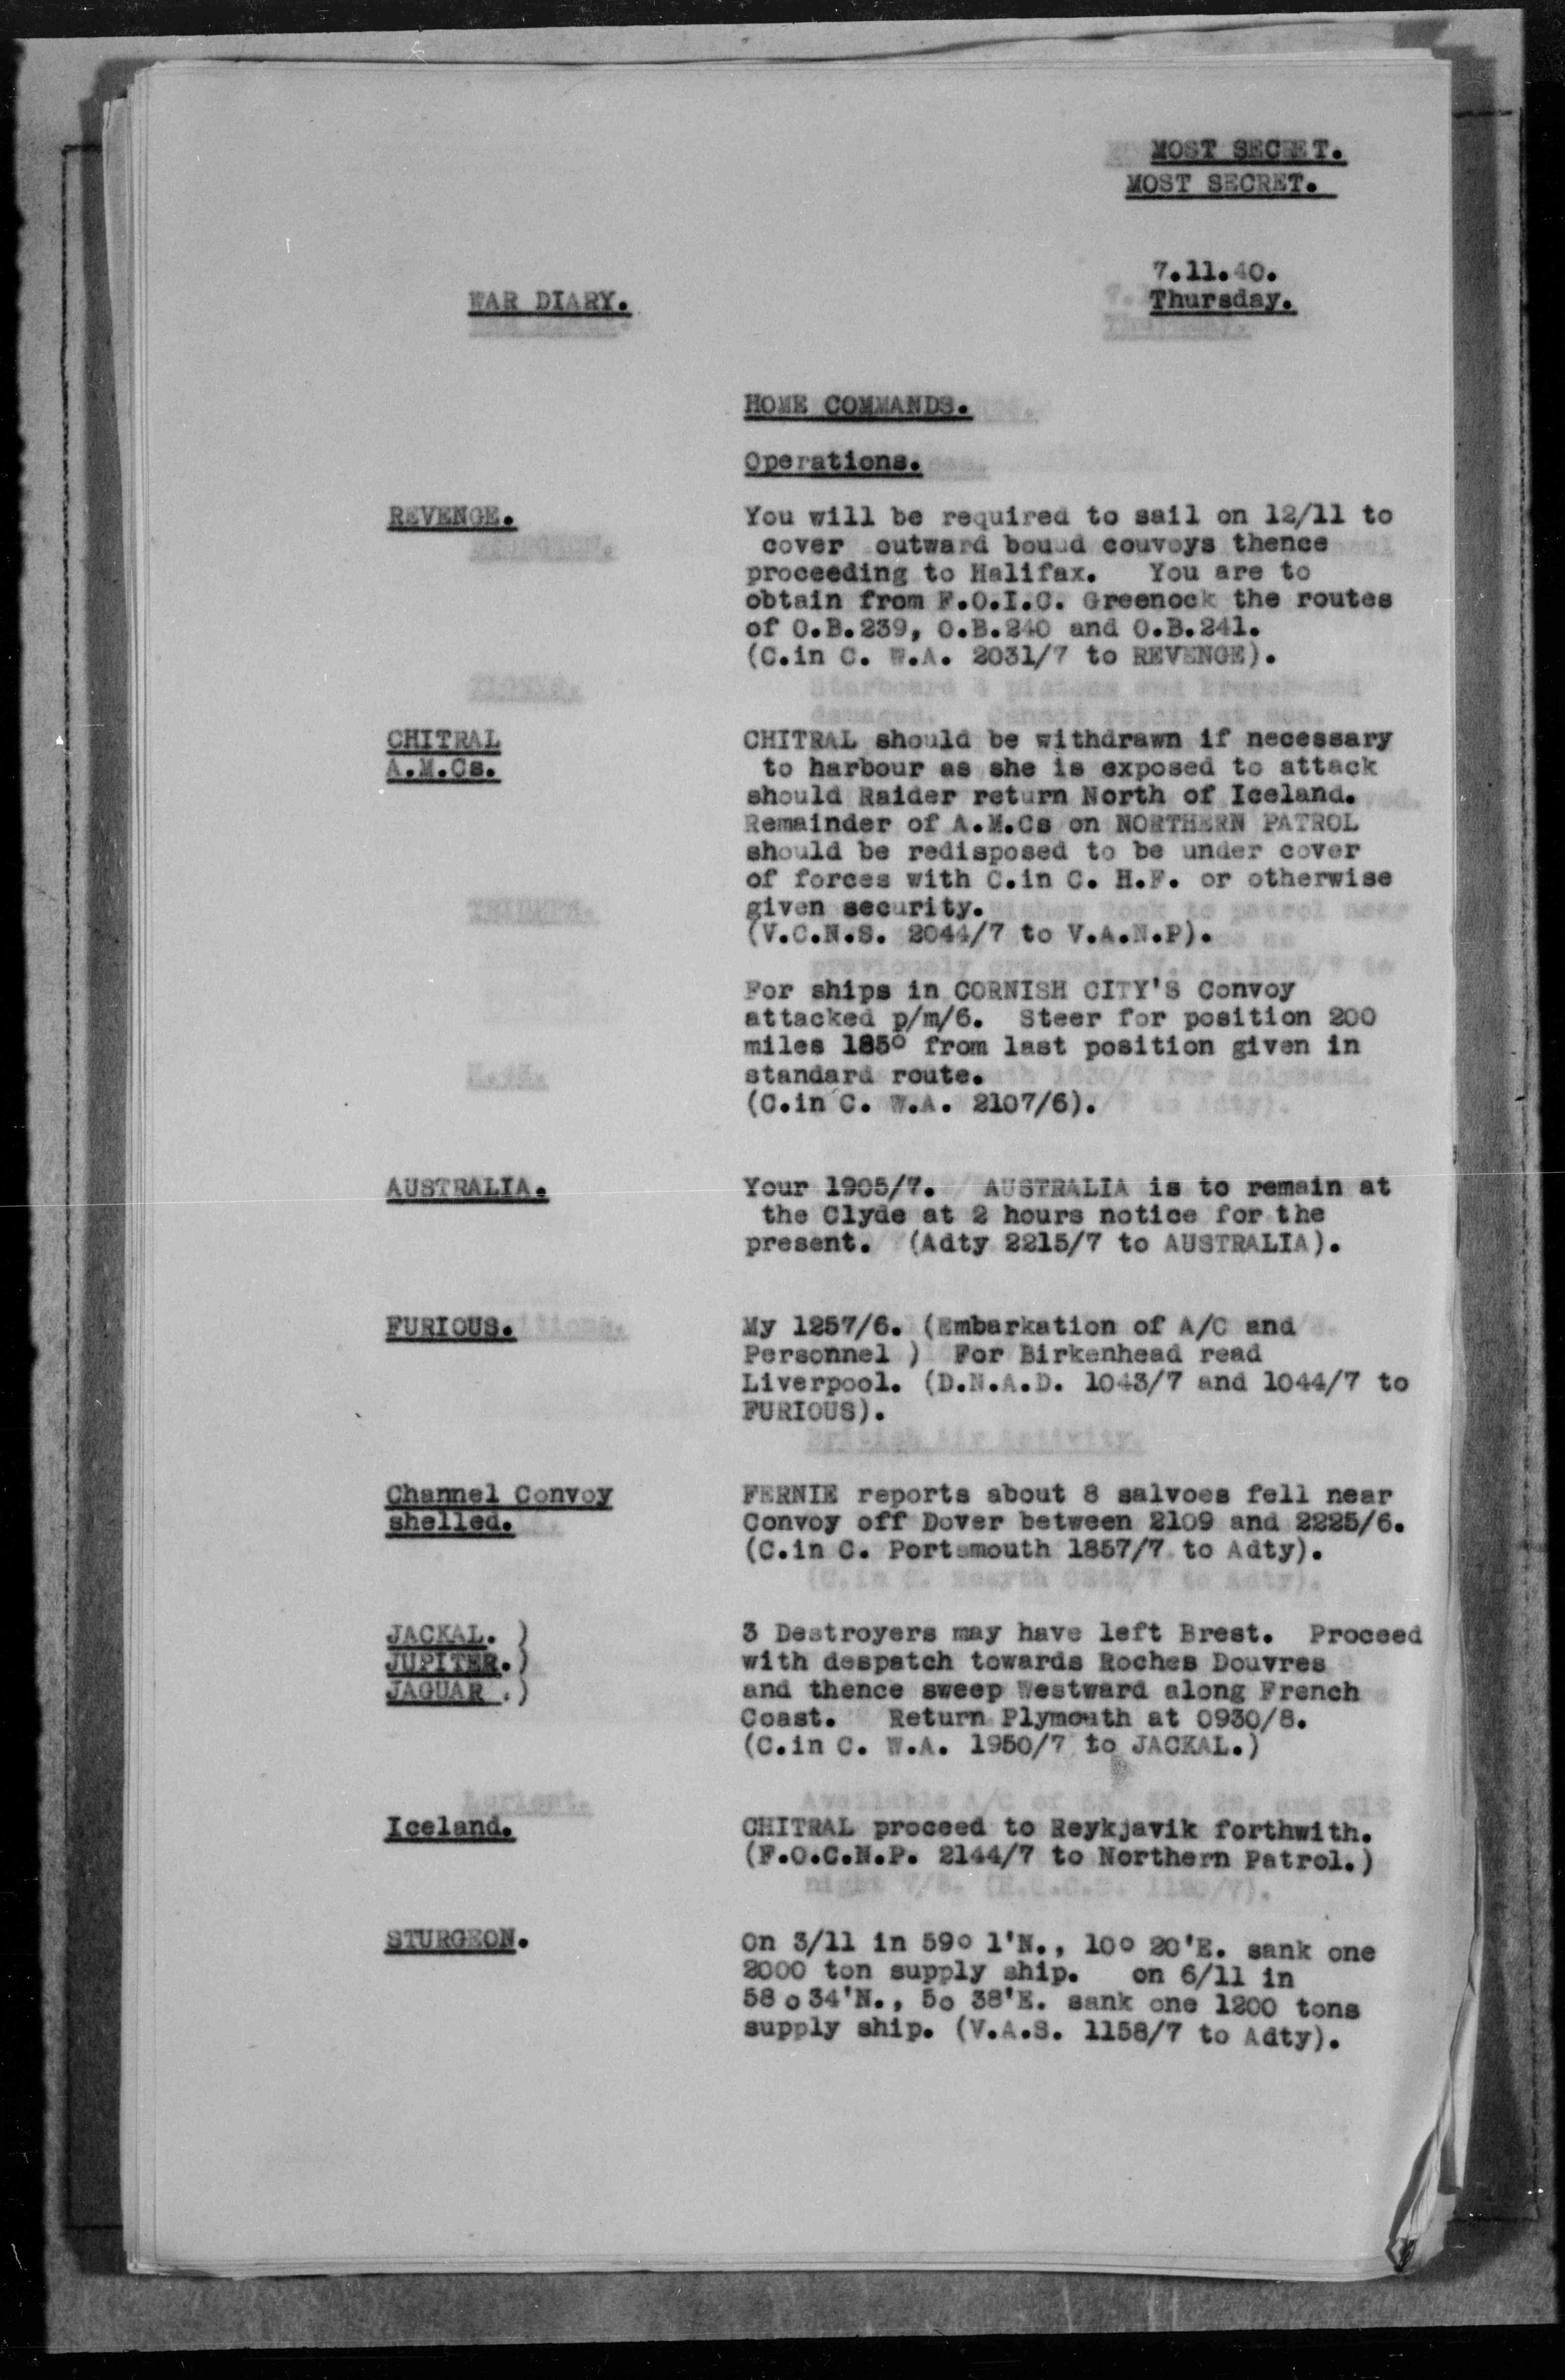 MOST SECRET.
MOST SECRET.
7.11.40.
WAR DIARY.
Thursday.
HOME COMMANDS.
Operations.
REVENGE.
You will be required to sail on 12/11 to
cover outward bouud couvoys thence
proceeding to Halifax. You are to
obtain from F.O.I.C. Greenock the routes
of O.B.239, O.B.240 and O.B.241.
(C.in C. W.A. 2031/7 to REVENGE).
CHITRAL
A.M.Cs.
CHITRAL should be withdrawn if necessary
to harbour as she is exposed to attack
should Raider return North of Iceland.
Remainder of A.M.Cs on NORTHERN PATROL
should be redisposed to be under cover
of forces with C.in C. H.F. or otherwise
given security.
(V.C.N.S. 2044/7 to V.A.N.P).
For ships in CORNISH CITY'S Convoy
attacked p/m/6. Steer for position 200
miles 185° from last position given in
standard route.
(C.in C. W.A. 2107/6).
AUSTRALIA.
Your 1905/7. AUSTRALIA is to remain at
the Clyde at 2 hours notice for the
present. (Adty 2215/7 to AUSTRALIA).
FURIOUS.
My 1257/6. (Embarkation of A/C and
Personnel ) For Birkenhead read
Liverpool. (D.N.A.D. 1043/7 and 1044/7 to
FURIOUS).
Channel Convoy
shelled.
FERNIE reports about 8 salvoes fell near
Convoy off Dover between 2109 and 2225/6.
(C.in C. Portsmouth 1857/7 to Adty).
JACKAL. )
JUPITER.)
JAGUAR .)
3 Destroyers may have left Brest. Proceed
with despatch towards Roches Douvres
and thence sweep Westward along French
Coast. Return Plymouth at 0930/8.
(C.in C. W.A. 1950/7 to JACKAL.)
Iceland.
CHITRAL proceed to Reykjavik forthwith.
(F.O.C.N.P. 2144/7 to Northern Patrol.)
STURGEON.
On 3/11 in 59o 1'N., 10o 20'E. sank one
2000 ton supply ship. on 6/11 in
58o34'N., 5o 38'E. sank one 1200 tons
supply ship. (V.A.S. 1158/7 to Adty).